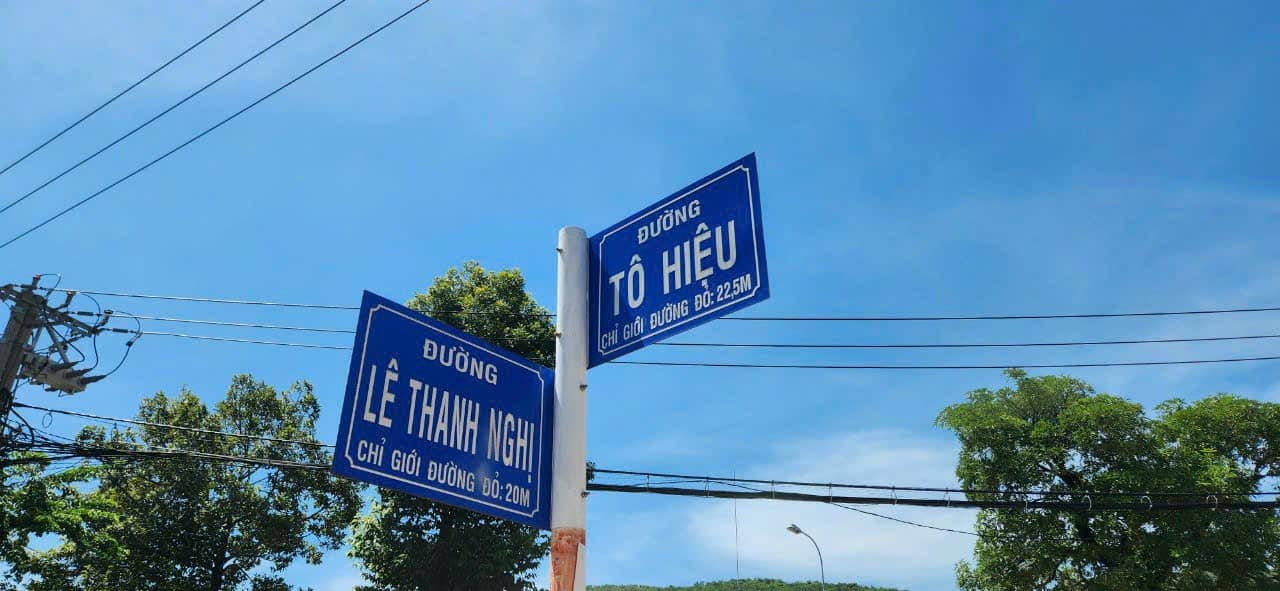 ĐƯỜNG
LÊ THANH NGHỊ
CHỈ GIỚI ĐƯỜNG ĐỎ: 20M
ĐƯỜNG
TÔ HIỆU
CHỈ GIỚI ĐƯỜNG ĐỎ: 22,5M